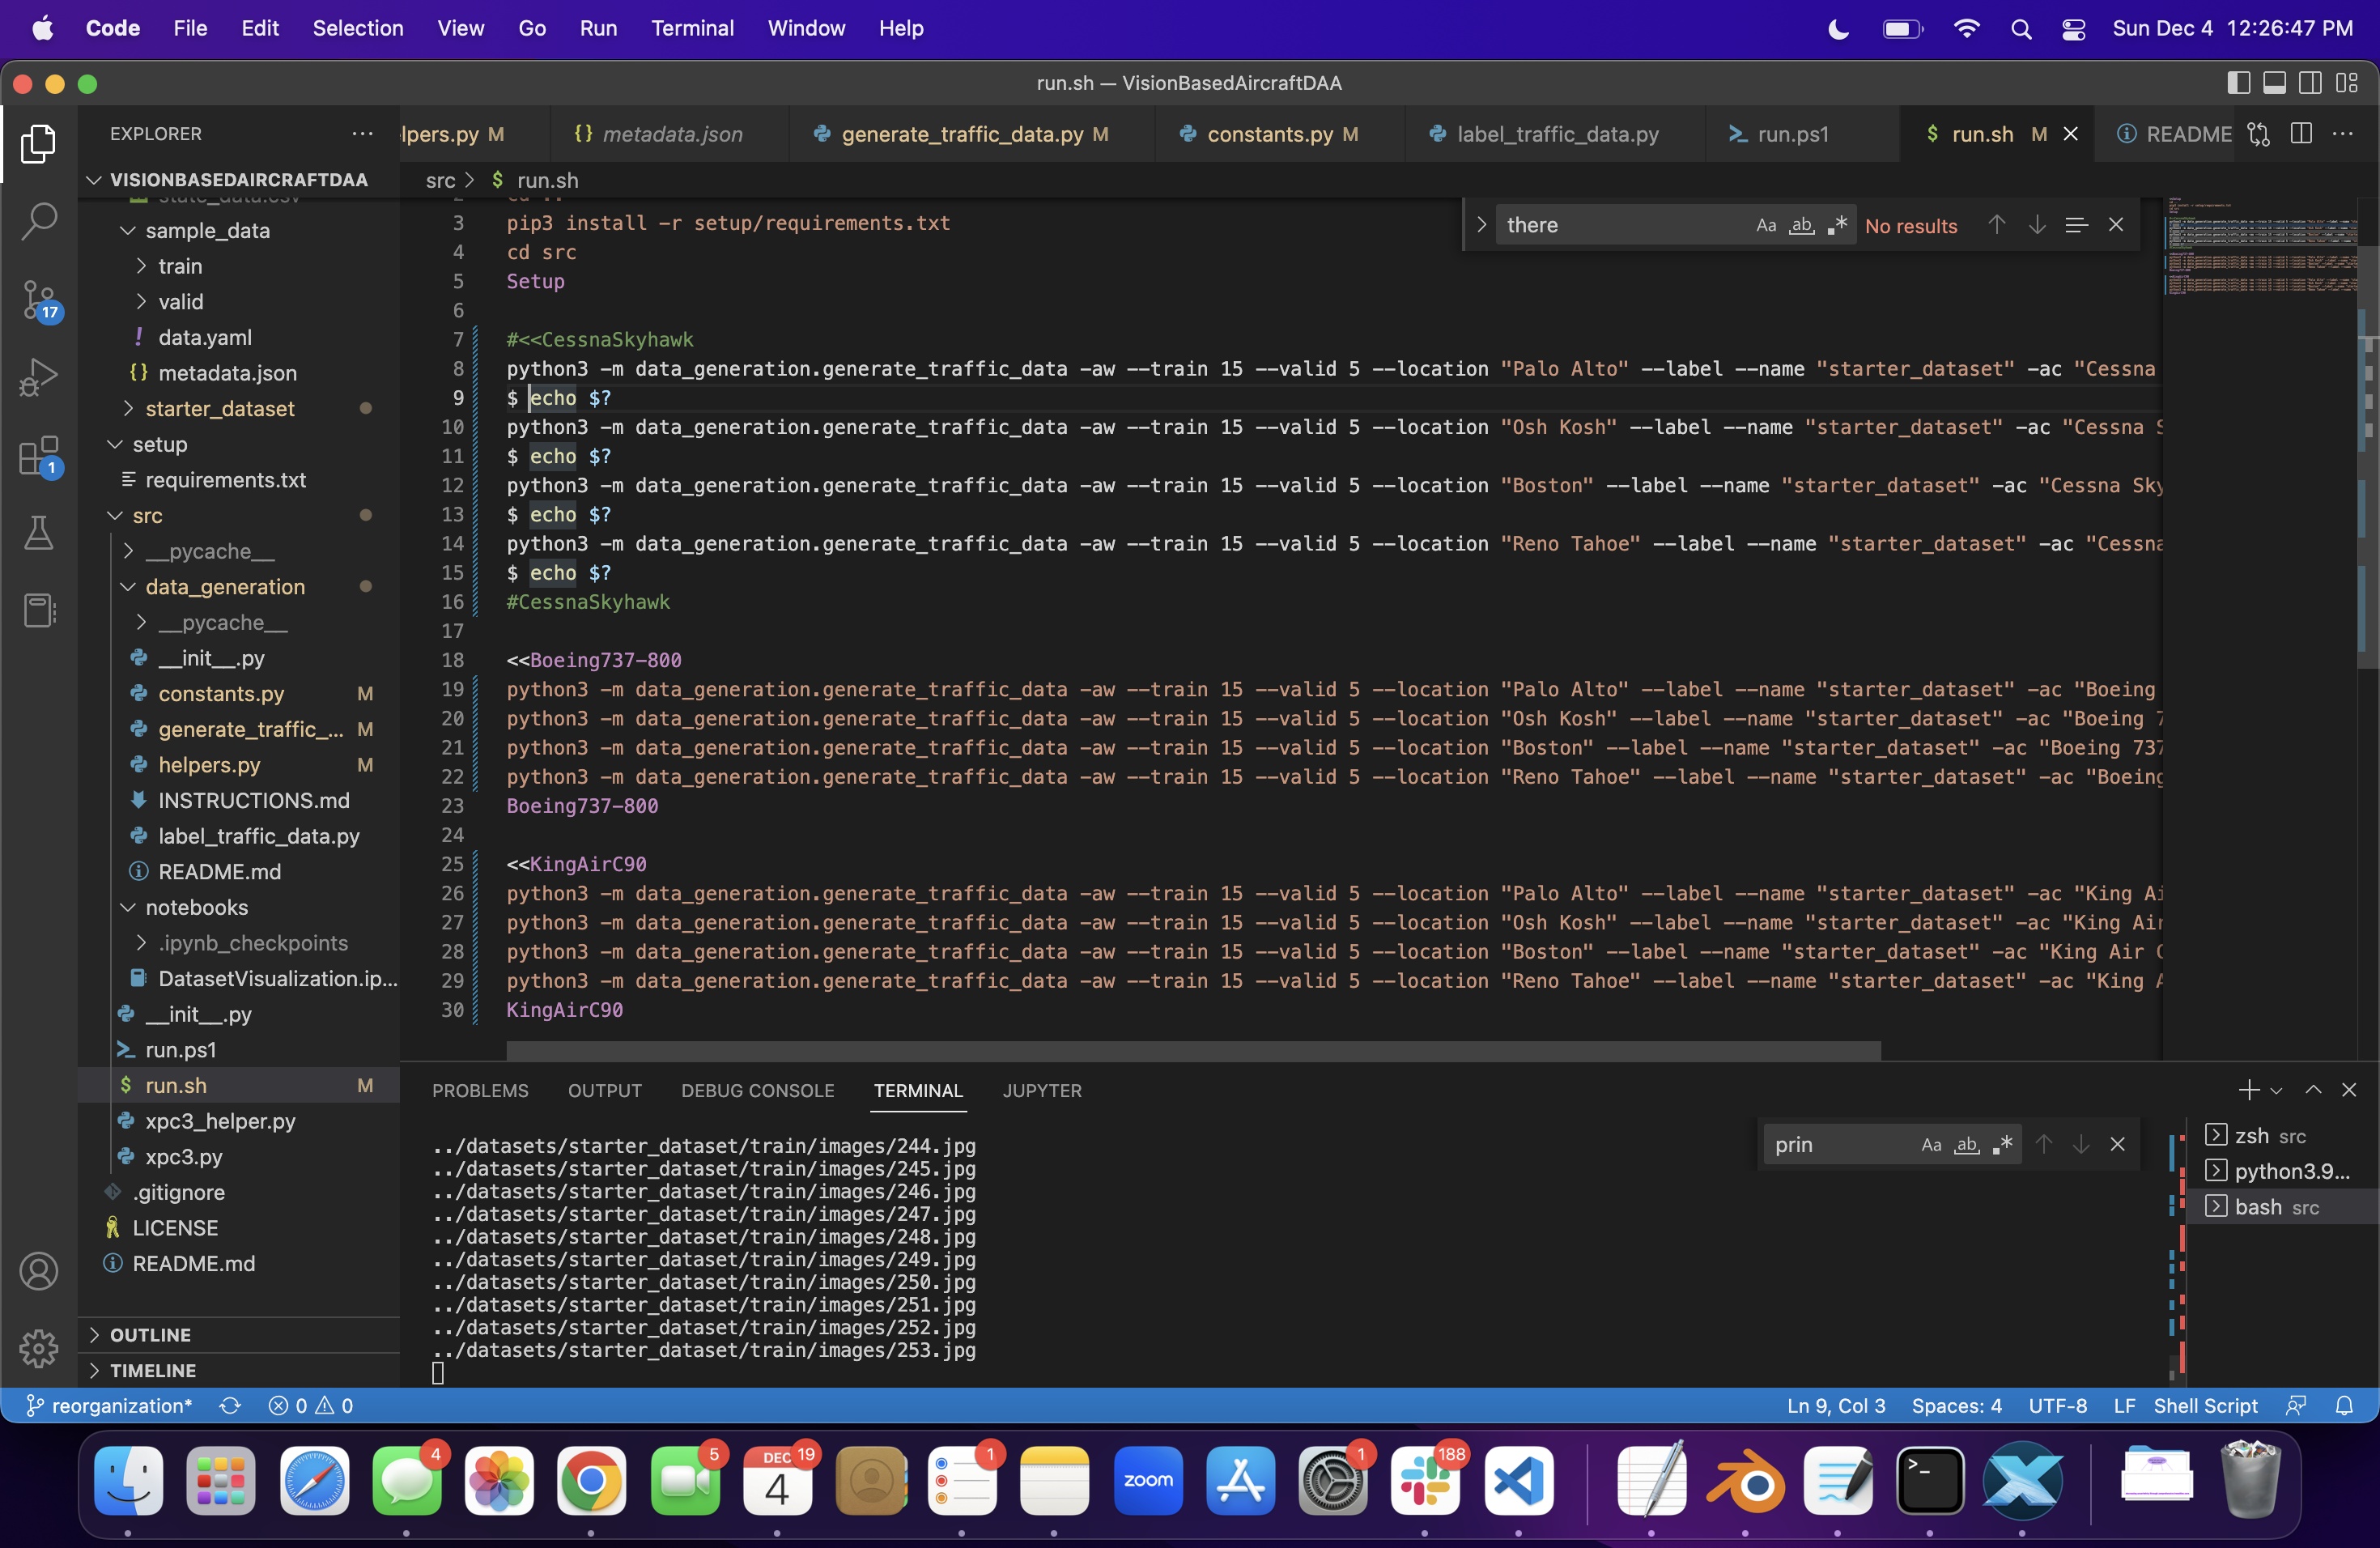 Code File Edit Selection View Go Run Terminal Window Help Sun Dec 4 12:26:47 PM
run.sh — VisionBasedAircraftDAA
EXPLORER
lpers.py M
metadata.json
generate_traffic_data.py M
constants.py M
label_traffic_data.py
run.ps1
run.sh M
README
VISIONBASEDAIRCRAFTDAA
src > $ run.sh
sample_data
train
valid
data.yaml
metadata.json
starter_dataset
setup
requirements.txt
src
__pycache__
data_generation
__pycache__
__init__.py
constants.py M
generate_traffic_... M
helpers.py M
INSTRUCTIONS.md
label_traffic_data.py
README.md
notebooks
.ipynb_checkpoints
DatasetVisualization.ip...
__init__.py
run.ps1
$ run.sh M
xpc3_helper.py
xpc3.py
.gitignore
LICENSE
README.md
OUTLINE
TIMELINE
17
1
there Aa ab .* No results
3 pip3 install -r setup/requirements.txt
4 cd src
5 Setup
6
7 #<<CessnaSkyhawk
8 python3 -m data_generation.generate_traffic_data -aw --train 15 --valid 5 --location "Palo Alto" --label --name "starter_dataset" -ac "Cessna
9 $ echo $?
10 python3 -m data_generation.generate_traffic_data -aw --train 15 --valid 5 --location "Osh Kosh" --label --name "starter_dataset" -ac "Cessna S
11 $ echo $?
12 python3 -m data_generation.generate_traffic_data -aw --train 15 --valid 5 --location "Boston" --label --name "starter_dataset" -ac "Cessna Sky
13 $ echo $?
14 python3 -m data_generation.generate_traffic_data -aw --train 15 --valid 5 --location "Reno Tahoe" --label --name "starter_dataset" -ac "Cessna
15 $ echo $?
16 #CessnaSkyhawk
17
18 <<Boeing737-800
19 python3 -m data_generation.generate_traffic_data -aw --train 15 --valid 5 --location "Palo Alto" --label --name "starter_dataset" -ac "Boeing
20 python3 -m data_generation.generate_traffic_data -aw --train 15 --valid 5 --location "Osh Kosh" --label --name "starter_dataset" -ac "Boeing 7
21 python3 -m data_generation.generate_traffic_data -aw --train 15 --valid 5 --location "Boston" --label --name "starter_dataset" -ac "Boeing 737
22 python3 -m data_generation.generate_traffic_data -aw --train 15 --valid 5 --location "Reno Tahoe" --label --name "starter_dataset" -ac "Boeing
23 Boeing737-800
24
25 <<KingAirC90
26 python3 -m data_generation.generate_traffic_data -aw --train 15 --valid 5 --location "Palo Alto" --label --name "starter_dataset" -ac "King Ai
27 python3 -m data_generation.generate_traffic_data -aw --train 15 --valid 5 --location "Osh Kosh" --label --name "starter_dataset" -ac "King Air
28 python3 -m data_generation.generate_traffic_data -aw --train 15 --valid 5 --location "Boston" --label --name "starter_dataset" -ac "King Air C
29 python3 -m data_generation.generate_traffic_data -aw --train 15 --valid 5 --location "Reno Tahoe" --label --name "starter_dataset" -ac "King A
30 KingAirC90
PROBLEMS OUTPUT DEBUG CONSOLE TERMINAL JUPYTER
prin Aa ab .*
../datasets/starter_dataset/train/images/244.jpg
../datasets/starter_dataset/train/images/245.jpg
../datasets/starter_dataset/train/images/246.jpg
../datasets/starter_dataset/train/images/247.jpg
../datasets/starter_dataset/train/images/248.jpg
../datasets/starter_dataset/train/images/249.jpg
../datasets/starter_dataset/train/images/250.jpg
../datasets/starter_dataset/train/images/251.jpg
../datasets/starter_dataset/train/images/252.jpg
../datasets/starter_dataset/train/images/253.jpg
zsh src
python3.9...
bash src
reorganization* 0 0 Ln 9, Col 3 Spaces: 4 UTF-8 LF Shell Script
4 5 DEC 4 19 1 zoom 1 188